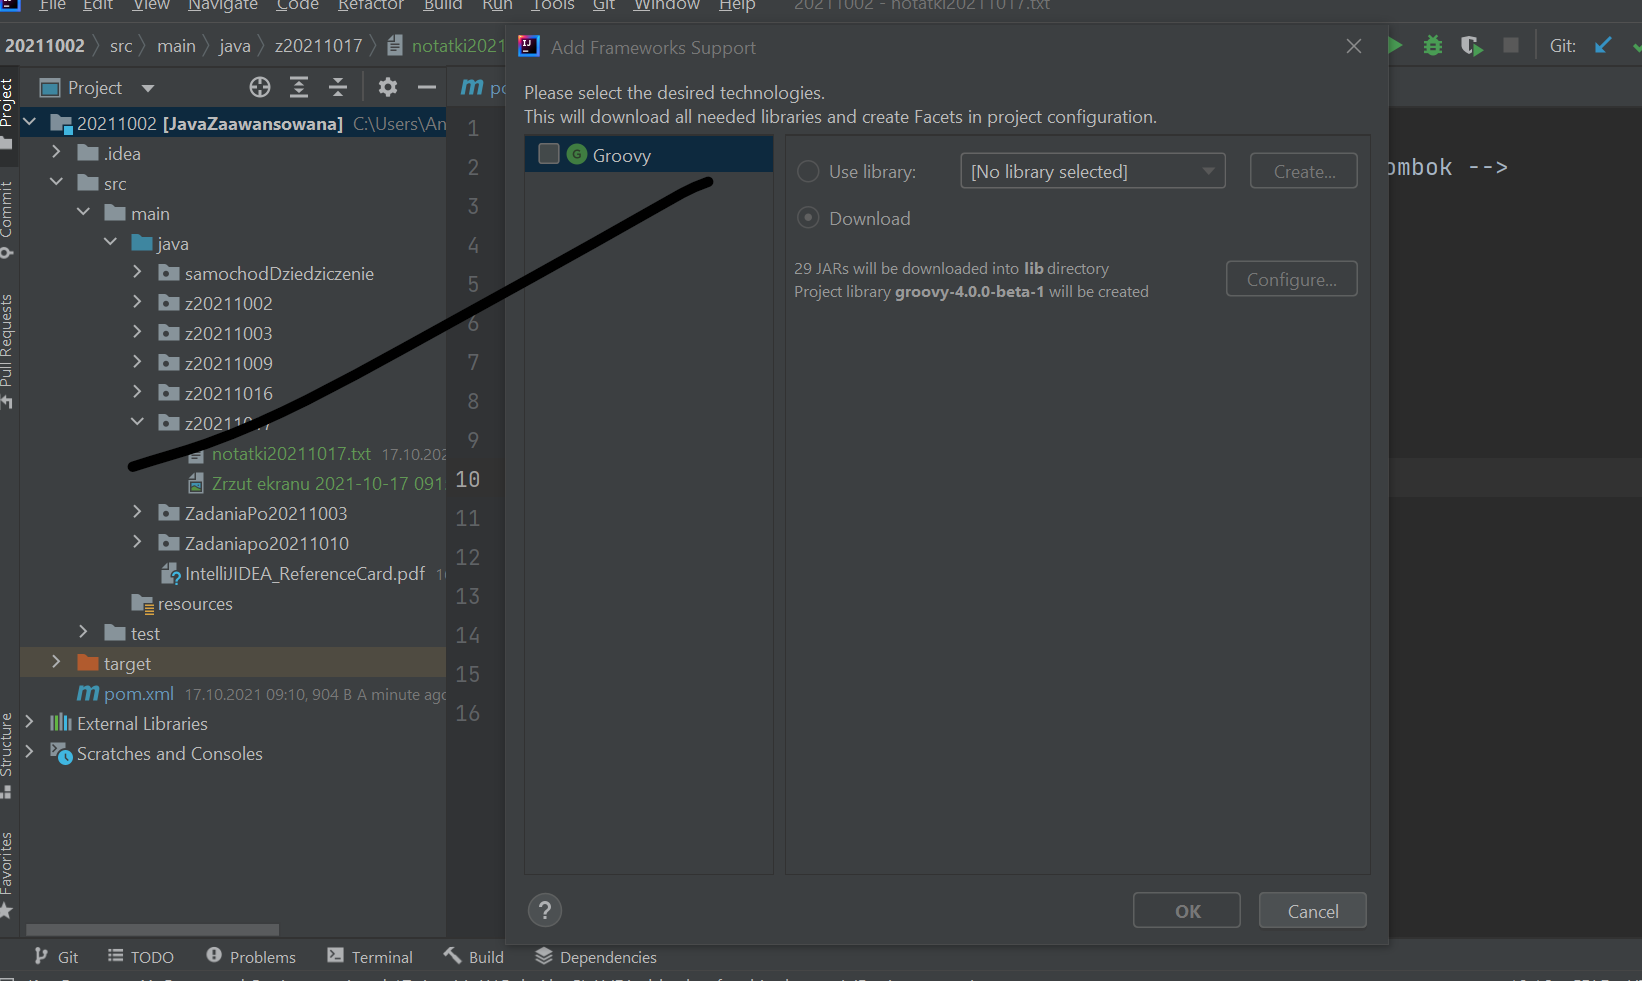 File Edit View Navigate Code Refactor Build Run Tools Git Window Help 20211002 - notatki20211017.txt
20211002 src main java z20211017 notatki2021
Add Frameworks Support
Git:
Project
Project
Commit
Pull Requests
Structure
Favorites
20211002 [JavaZaawansowana] C:\Users\An
.idea
src
main
java
samochodDziedziczenie
z20211002
z20211003
z20211009
z20211016
z20211017
notatki20211017.txt 17.10.202
Zrzut ekranu 2021-10-17 091
ZadaniaPo20211003
Zadaniapo20211010
IntelliJIDEA_ReferenceCard.pdf
resources
test
target
pom.xml 17.10.2021 09:10, 904 B A minute ago
External Libraries
Scratches and Consoles
1
2
3
4
5
6
7
8
9
10
11
12
13
14
15
16
ombok -->
Please select the desired technologies.
This will download all needed libraries and create Facets in project configuration.
Groovy
Use library: [No library selected] Create...
Download
29 JARs will be downloaded into lib directory
Project library groovy-4.0.0-beta-1 will be created
Configure...
?
OK
Cancel
Git TODO Problems Terminal Build Dependencies